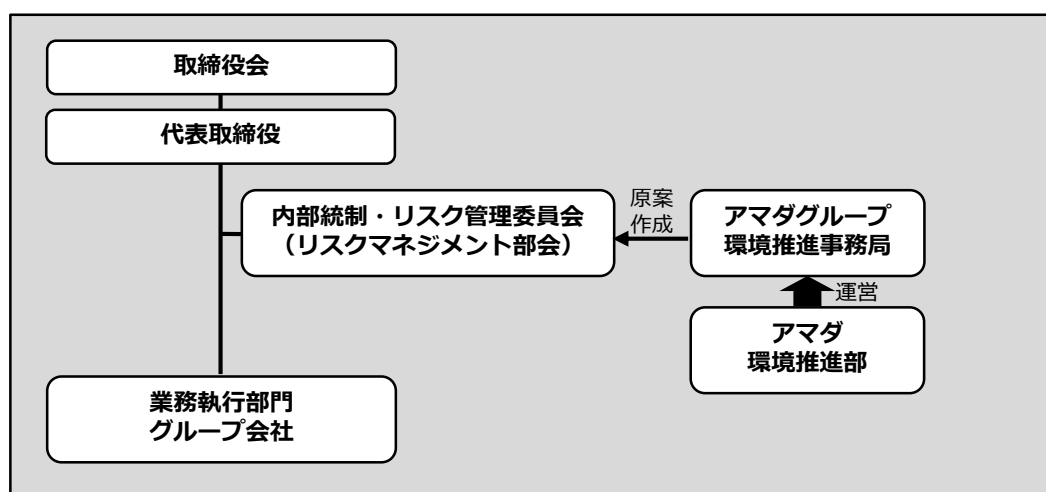 取締役会
代表取締役
内部統制・リスク管理委員会
（リスクマネジメント部会）
原案
作成
アマダグループ
環境推進事務局
運営
アマダ
環境推進部
業務執行部門
グループ会社